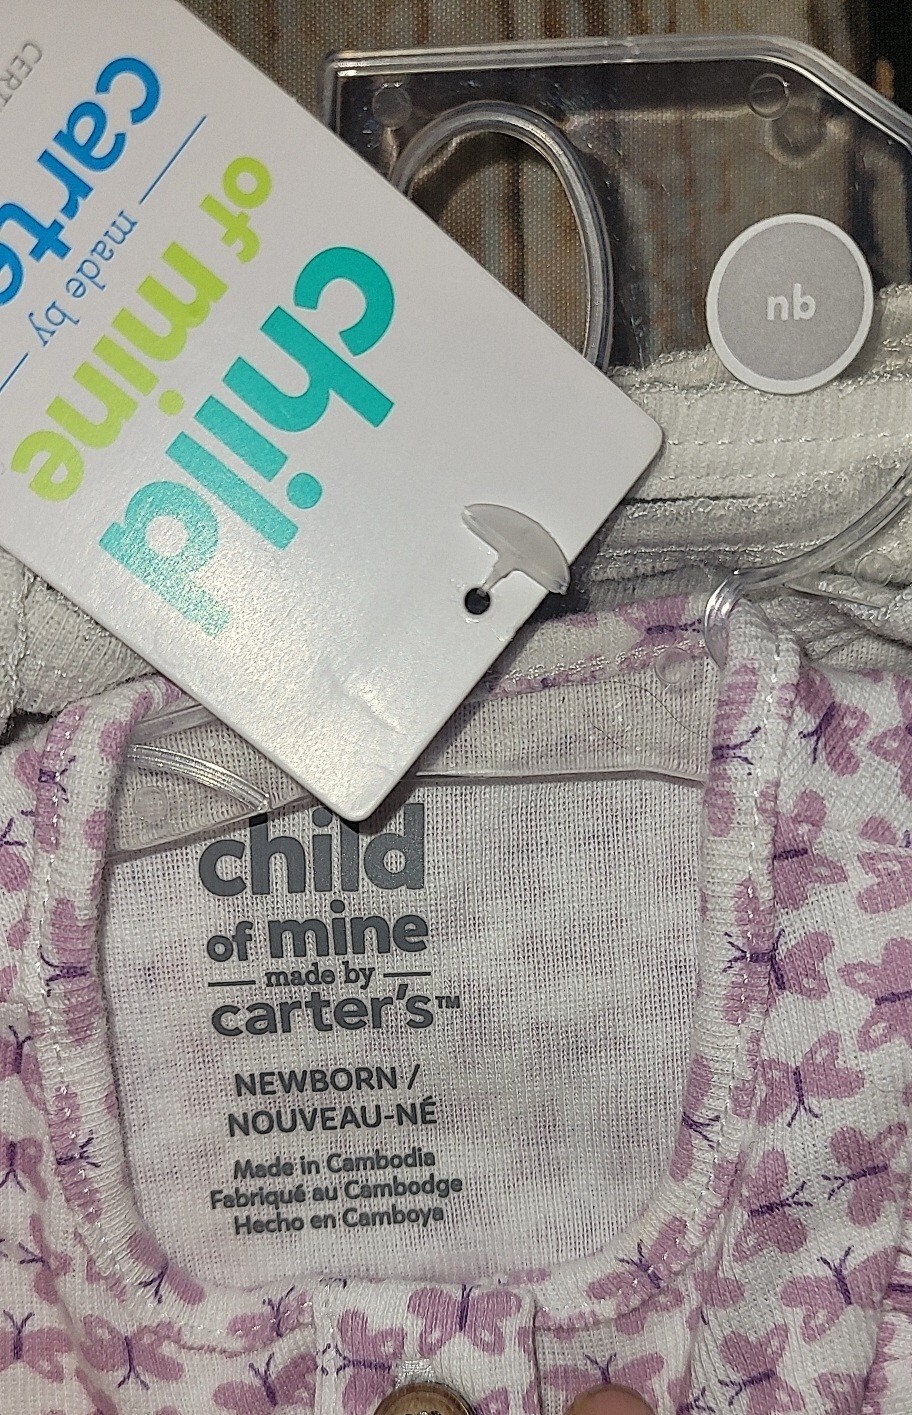 child
of mine
made by
nb
child
of mine
made by
carter's™
NEWBORN /
NOUVEAU-NÉ
Made in Cambodia
Fabriqué au Cambodge
Hecho en Camboya